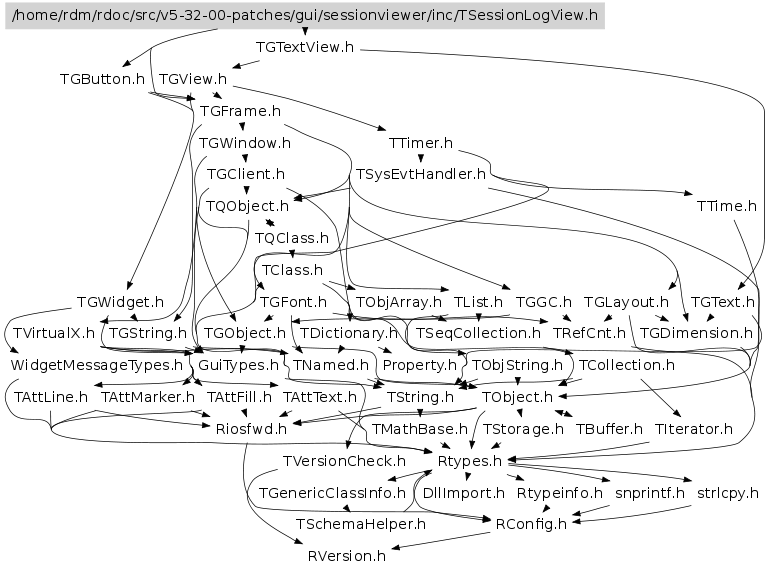 /home/rdm/rdoc/src/v5-32-00-patches/gui/sessionviewer/inc/TSessionLogView.h
TGTextView.h
TGButton.h TGView.h
TGFrame.h
TGWindow.h TTimer.h
TGClient.h TSysEvtHandler.h
TQObject.h TTime.h
TQClass.h
TClass.h
TGWidget.h TGFont.h TObjArray.h TList.h TGGC.h TGLayout.h TGText.h
TVirtualX.h TGString.h TGObject.h TDictionary.h TSeqCollection.h TRefCnt.h TGDimension.h
WidgetMessageTypes.h GuiTypes.h TNamed.h Property.h TObjString.h TCollection.h
TAttLine.h TAttMarker.h TAttFill.h TAttText.h TString.h TObject.h
Riosfwd.h TMathBase.h TStorage.h TBuffer.h TIterator.h
TVersionCheck.h Rtypes.h
TGenericClassInfo.h DllImport.h Rtypeinfo.h snprintf.h strlcpy.h
TSchemaHelper.h RConfig.h
RVersion.h